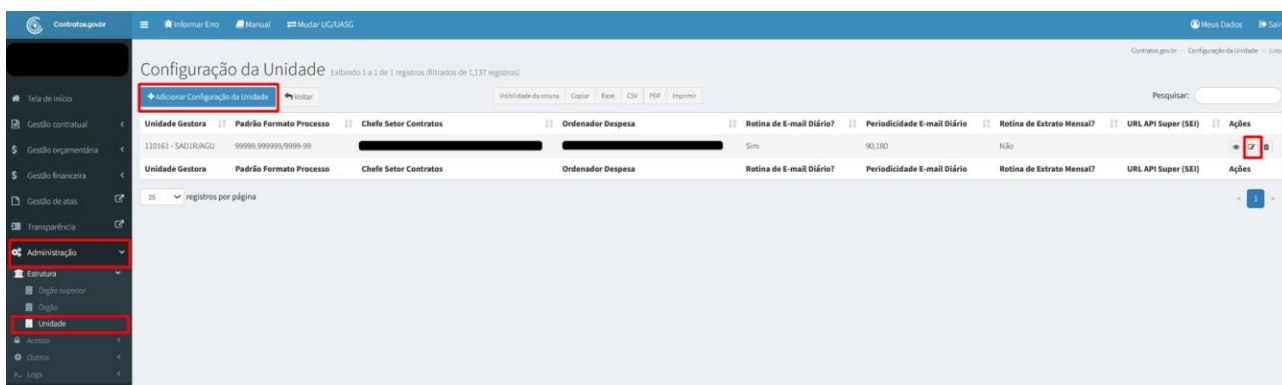 Contratos.gov.br
Informar Erro Manual Mudar UG/UASG
Meus Dados Sair
Contratos.gov.br Configuração da Unidade
Configuração da Unidade Exibindo 1 a 1 de 1 registros (filtrados de 1,137 registros)
Adicionar Configuração da Unidade Voltar
Visibilidade da coluna Copiar Excel CSV PDF Imprimir
Pesquisar:
Unidade Gestora Padrão Formato Processo Chefe Setor Contratos Ordenador Despesa Rotina de E-mail Diário? Periodicidade E-mail Diário Rotina de Extrato Mensal? URL API Super (SEI) Ações
110161 - SAD1R/AGU 99999.999999/9999-99 Sim 90;180 Não
Unidade Gestora Padrão Formato Processo Chefe Setor Contratos Ordenador Despesa Rotina de E-mail Diário? Periodicidade E-mail Diário Rotina de Extrato Mensal? URL API Super (SEI) Ações
25 registros por página
« 1 »
Tela de início
Gestão contratual
Gestão orçamentária
Gestão financeira
Gestão de atas
Transparência
Administração
Estrutura
Órgão superior
Órgão
Unidade
Acesso
Outros
Logs